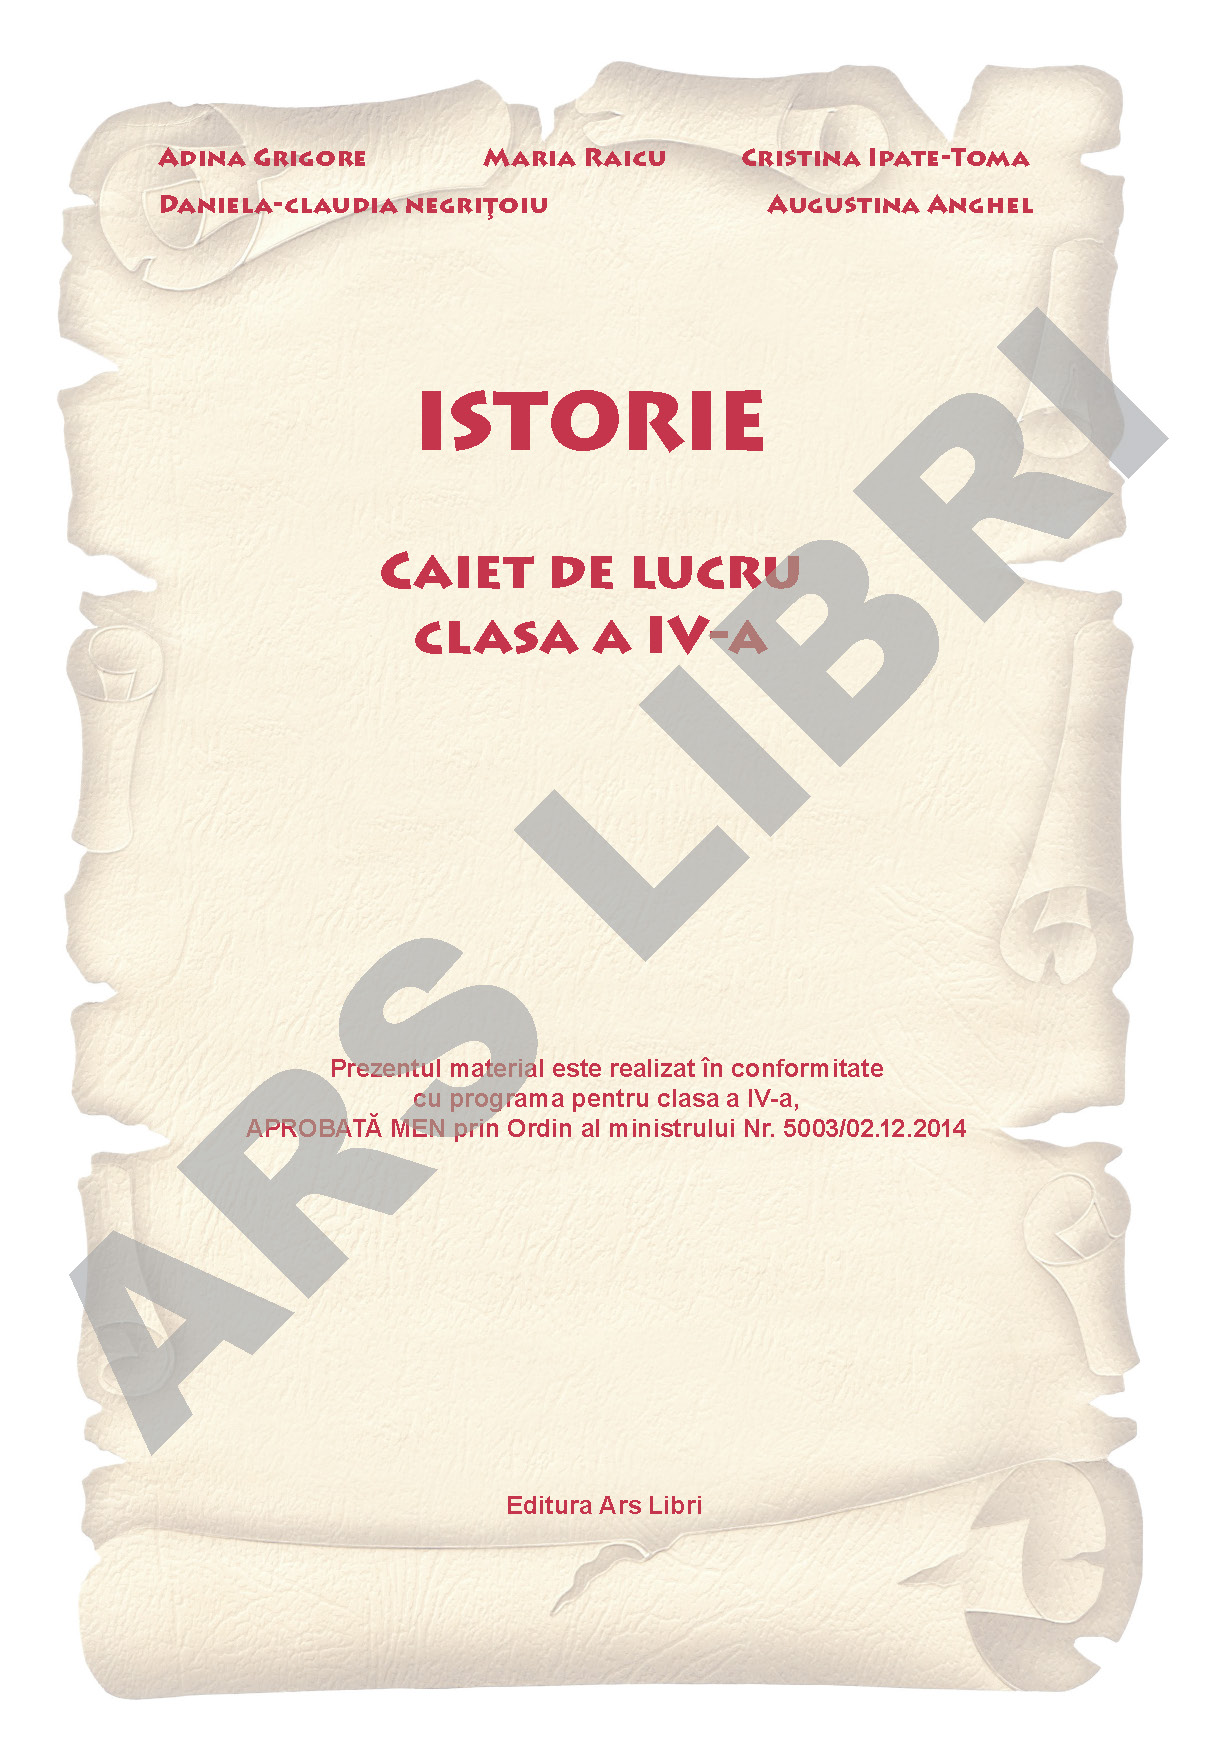 ADINA GRIGORE MARIA RAICU CRISTINA IPATE-TOMA
DANIELA-CLAUDIA NEGRIŢOIU AUGUSTINA ANGHEL
ISTORIE
CAIET DE LUCRU
CLASA A IV-A
Prezentul material este realizat în conformitate
cu programa pentru clasa a IV-a,
APROBATĂ MEN prin Ordin al ministrului Nr. 5003/02.12.2014
Editura Ars Libri
ARS LIBRI